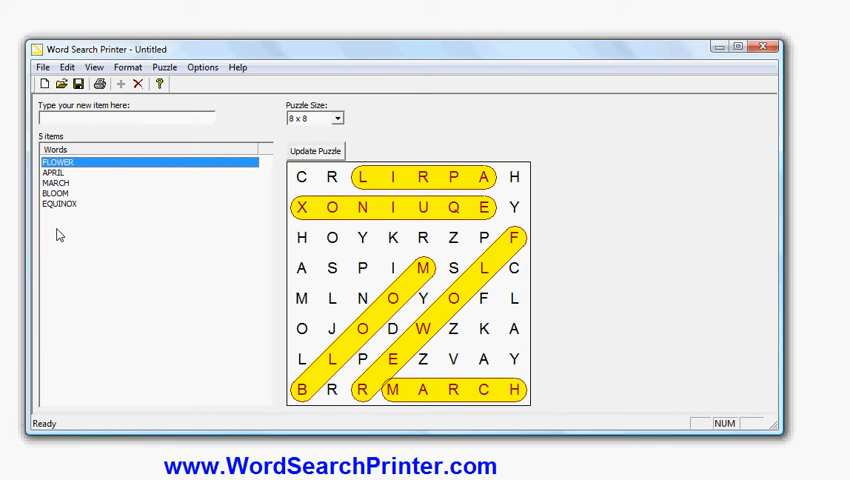 Word Search Printer - Untitled
File Edit View Format Puzzle Options Help
Type your new item here:
Puzzle Size:
8 x 8
5 items
Words
Update Puzzle
FLOWER
APRIL
MARCH
BLOOM
EQUINOX
C R L I R P A H
X O N I U Q E Y
H O Y K R Z P F
A S P I M S L C
M L N O Y O F L
O J O D W Z K A
L L P E Z V A Y
B R R M A R C H
Ready
NUM
www.WordSearchPrinter.com